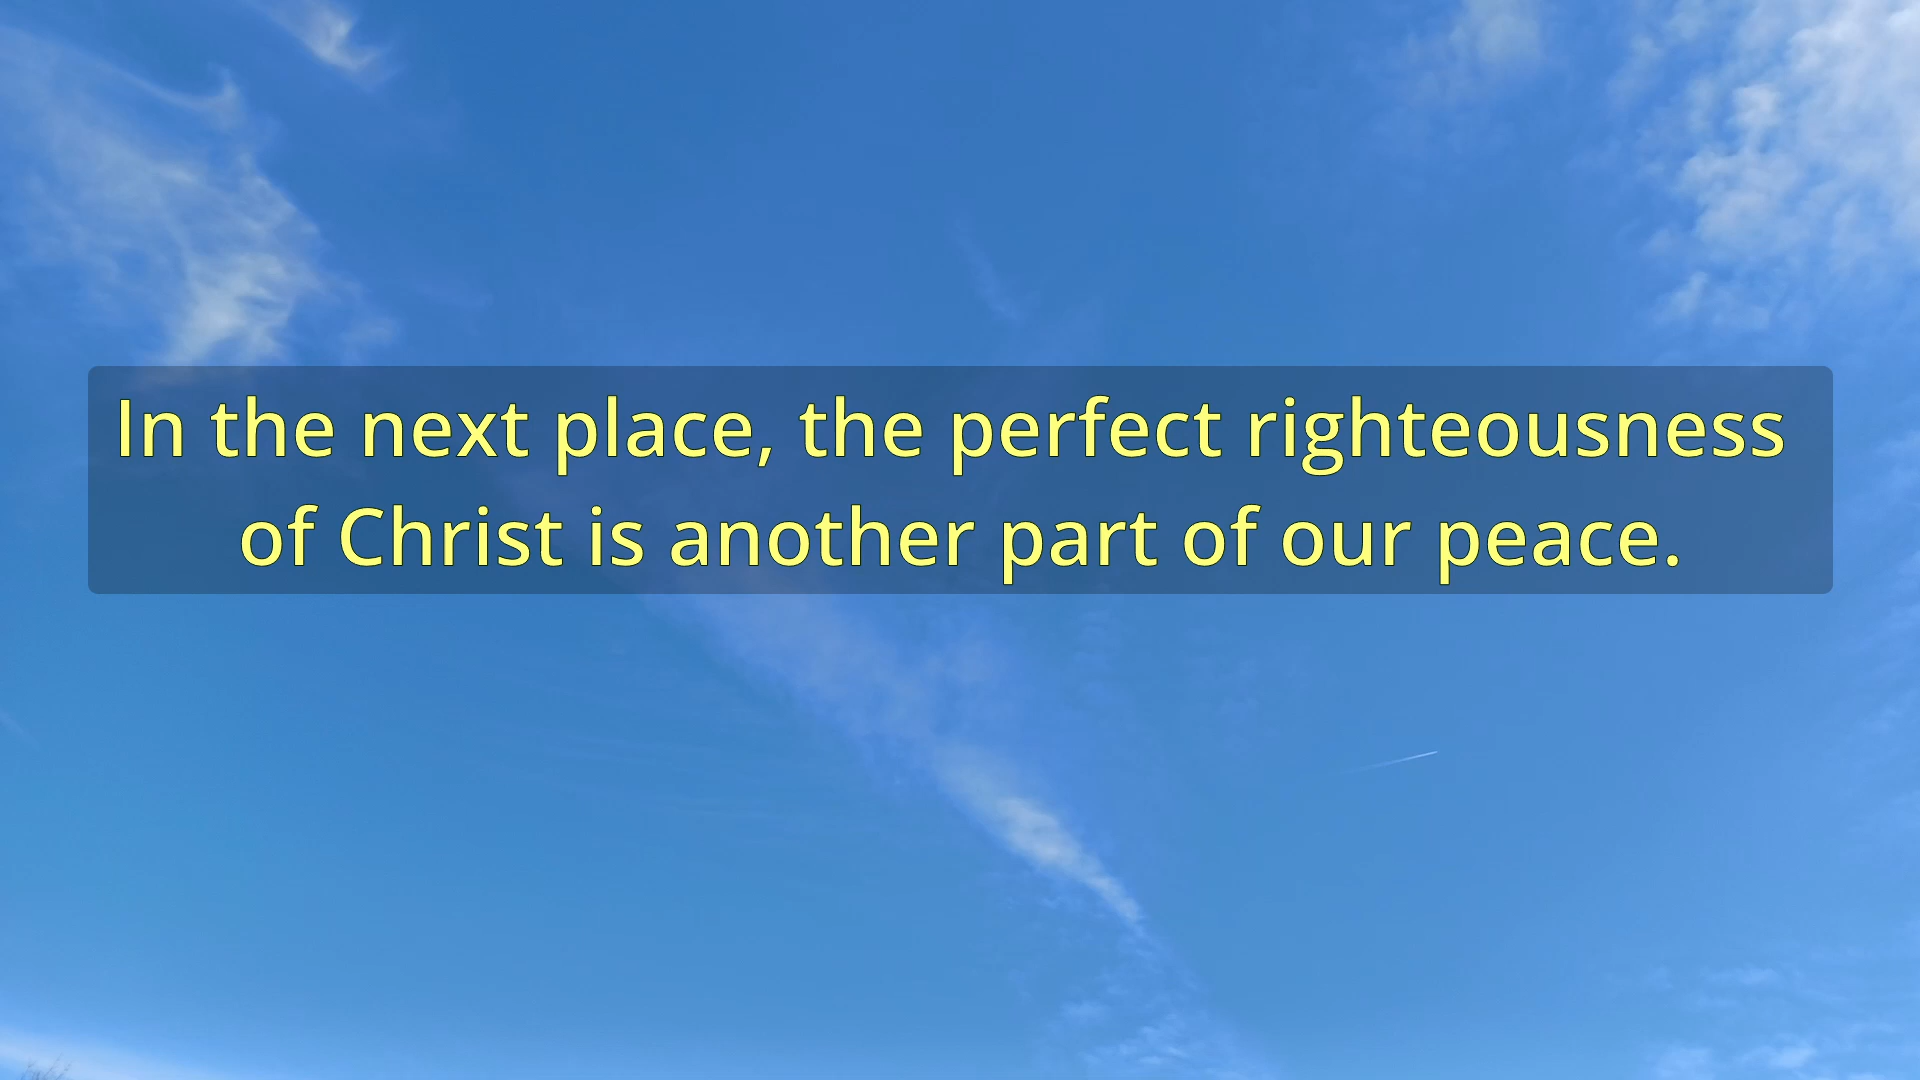 In the next place, the perfect righteousness
of Christ is another part of our peace.